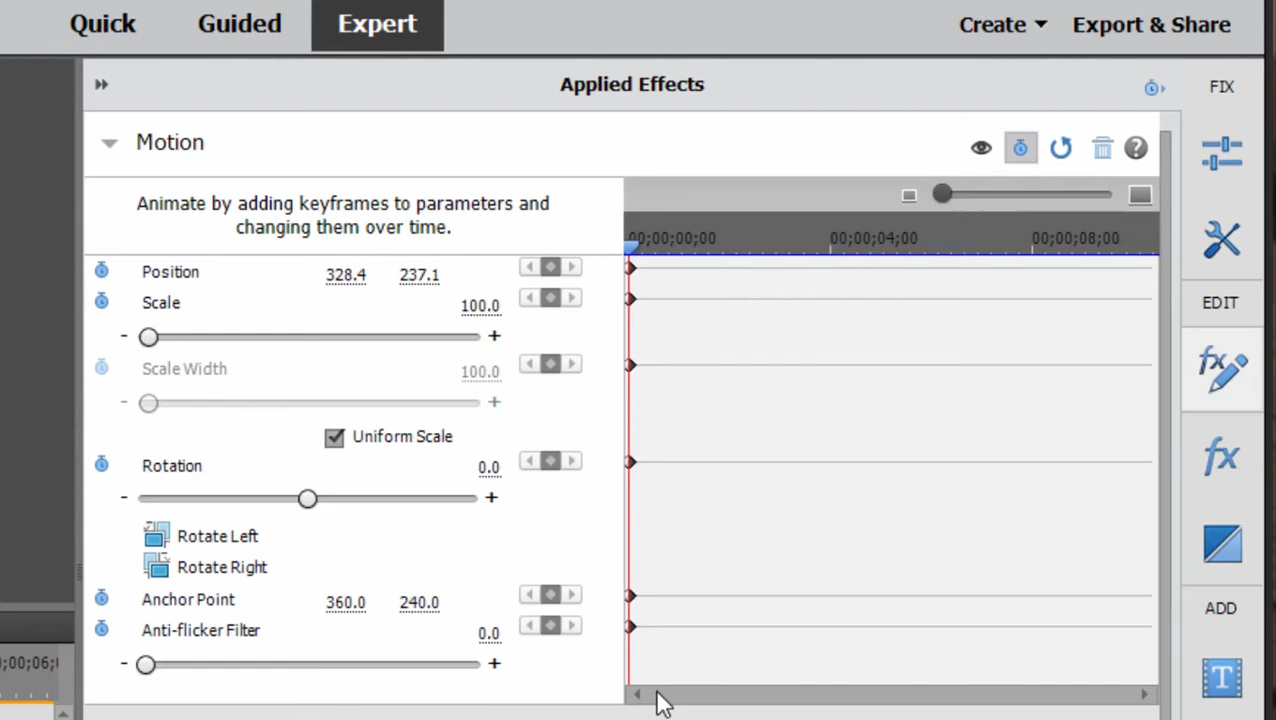 Quick Guided Expert Create Export & Share
Applied Effects
FIX
Motion
Animate by adding keyframes to parameters and
changing them over time.
00;00;00;00 00;00;04;00 00;00;08;00
Position 328.4 237.1
Scale 100.0
- +
EDIT
Scale Width 100.0
- +
fx
Uniform Scale
Rotation 0.0
fx
- +
Rotate Left
Rotate Right
Anchor Point 360.0 240.0
ADD
Anti-flicker Filter 0.0
- +
T